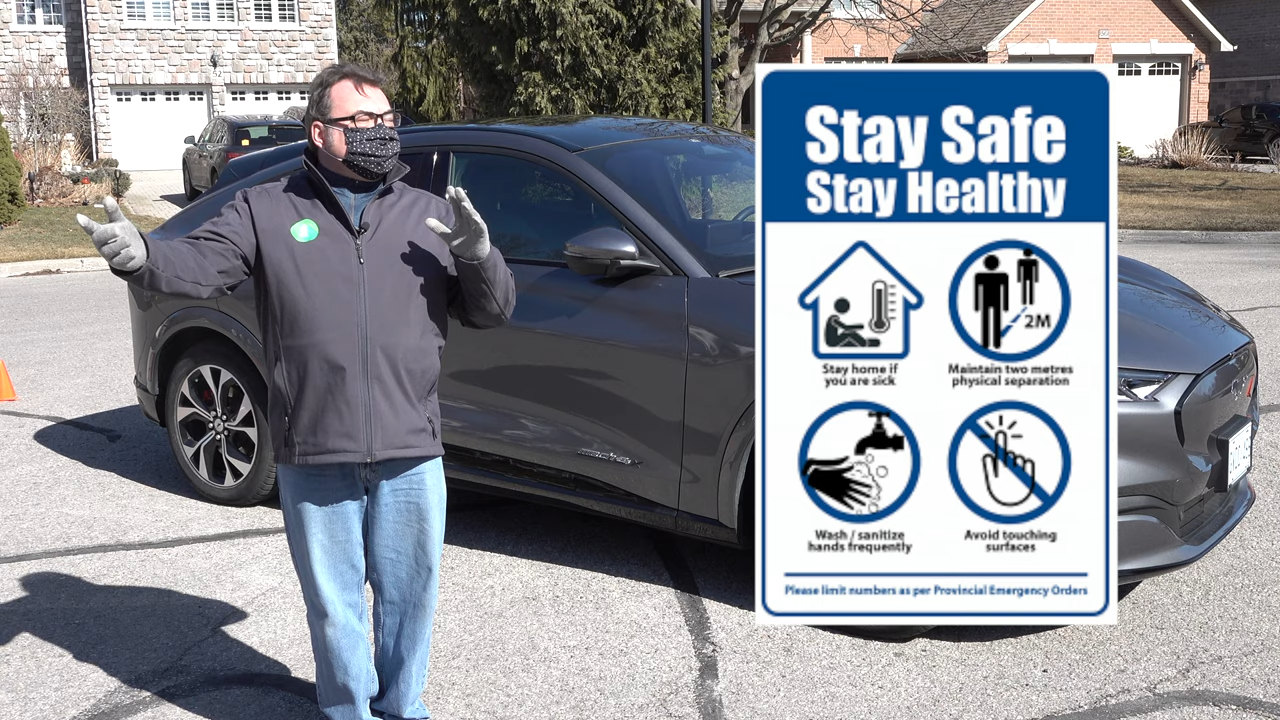 Stay Safe
Stay Healthy
2M
Stay home if
you are sick
Maintain two metres
physical separation
Wash / sanitize
hands frequently
Avoid touching
surfaces
Please limit numbers as per Provincial Emergency Orders
52